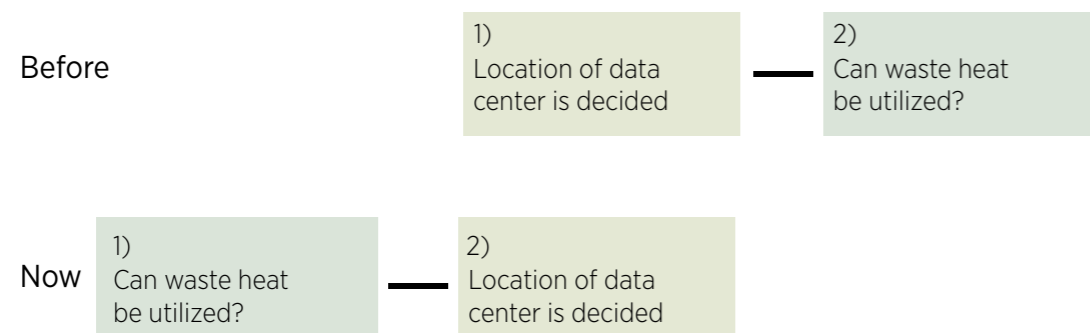 Before
1)
Location of data
center is decided
2)
Can waste heat
be utilized?
Now
1)
Can waste heat
be utilized?
2)
Location of data
center is decided